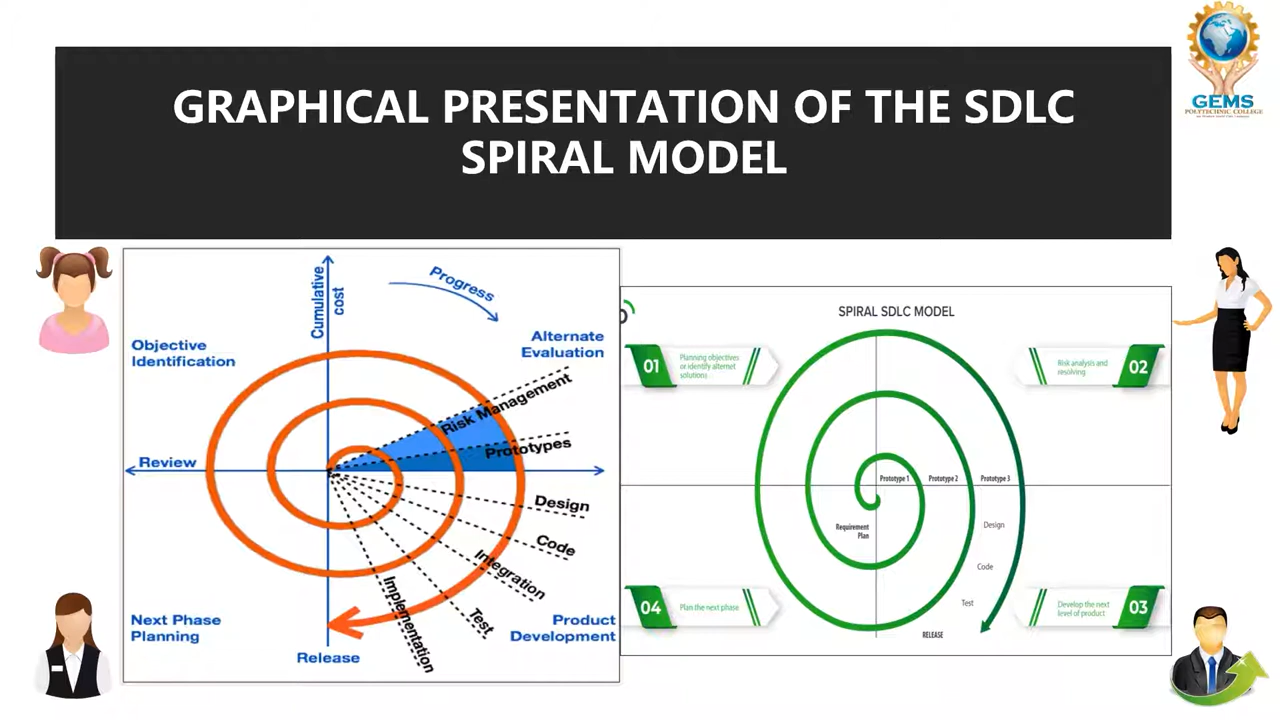 GRAPHICAL PRESENTATION OF THE SDLC
SPIRAL MODEL
GEMS
POLYTECHNIC COLLEGE
Cumulative
cost
Progress
Objective
Identification
Alternate
Evaluation
Risk Management
Prototypes
Review
Design
Code
Integration
Test
Implementation
Next Phase
Planning
Product
Development
Release
SPIRAL SDLC MODEL
01
Planning objectives
or identify alternet
solutions
Risk analysis and
resolving
02
Prototype 1
Prototype 2
Prototype 3
Requirement
Plan
Design
Code
Test
RELEASE
04
Plan the next phase
Develop the next
level of product
03